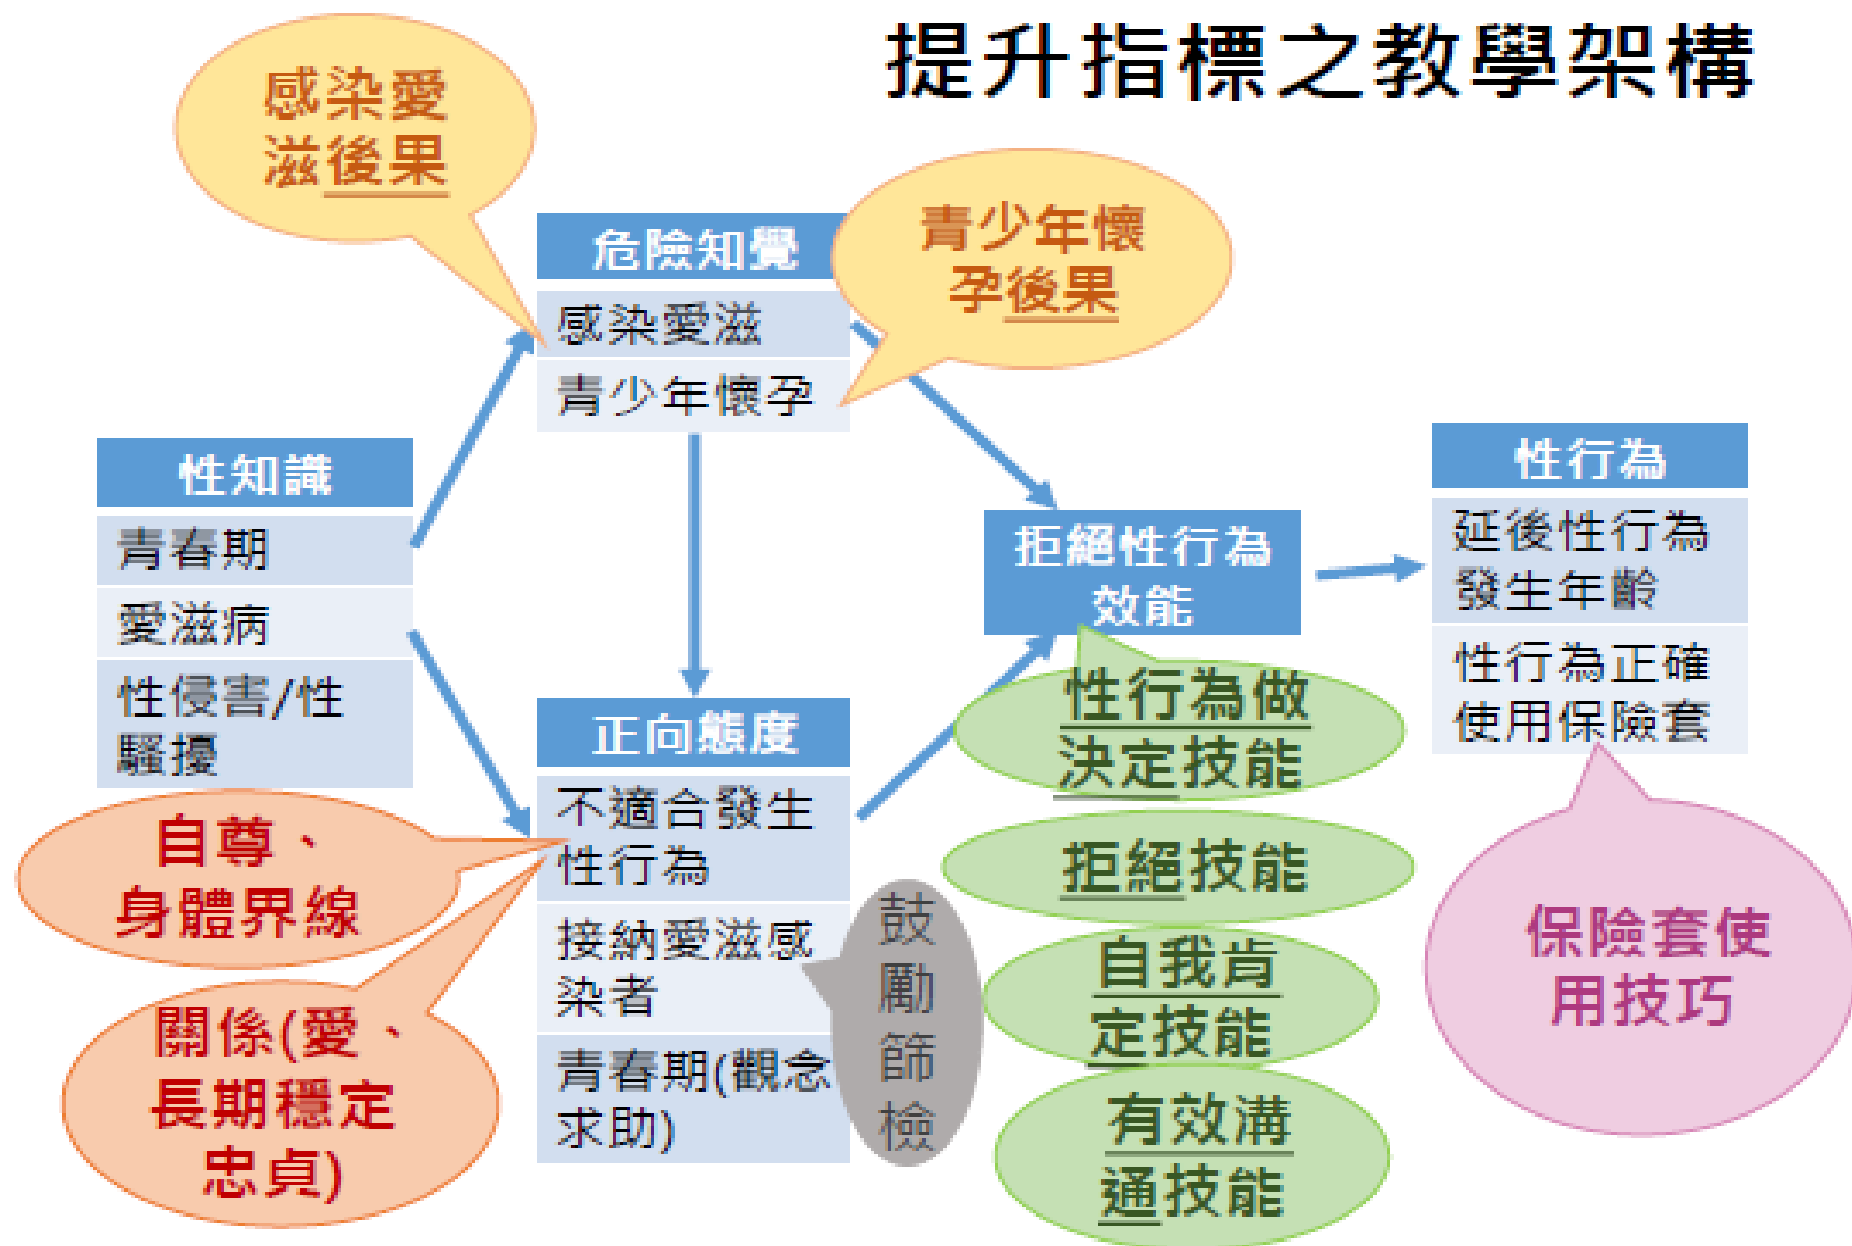 提升指標之教學架構
感染愛
滋後果
危險知覺
感染愛滋
青少年懷孕
青少年懷
孕後果
性知識
青春期
愛滋病
性侵害/性
騷擾
自尊、
身體界線
關係(愛、
長期穩定
忠貞)
正向態度
不適合發生
性行為
接納愛滋感
染者
青春期(觀念
求助)
鼓
勵
篩
檢
拒絕性行為
效能
性行為做
決定技能
拒絕技能
自我肯
定技能
有效溝
通技能
性行為
延後性行為
發生年齡
性行為正確
使用保險套
保險套使
用技巧